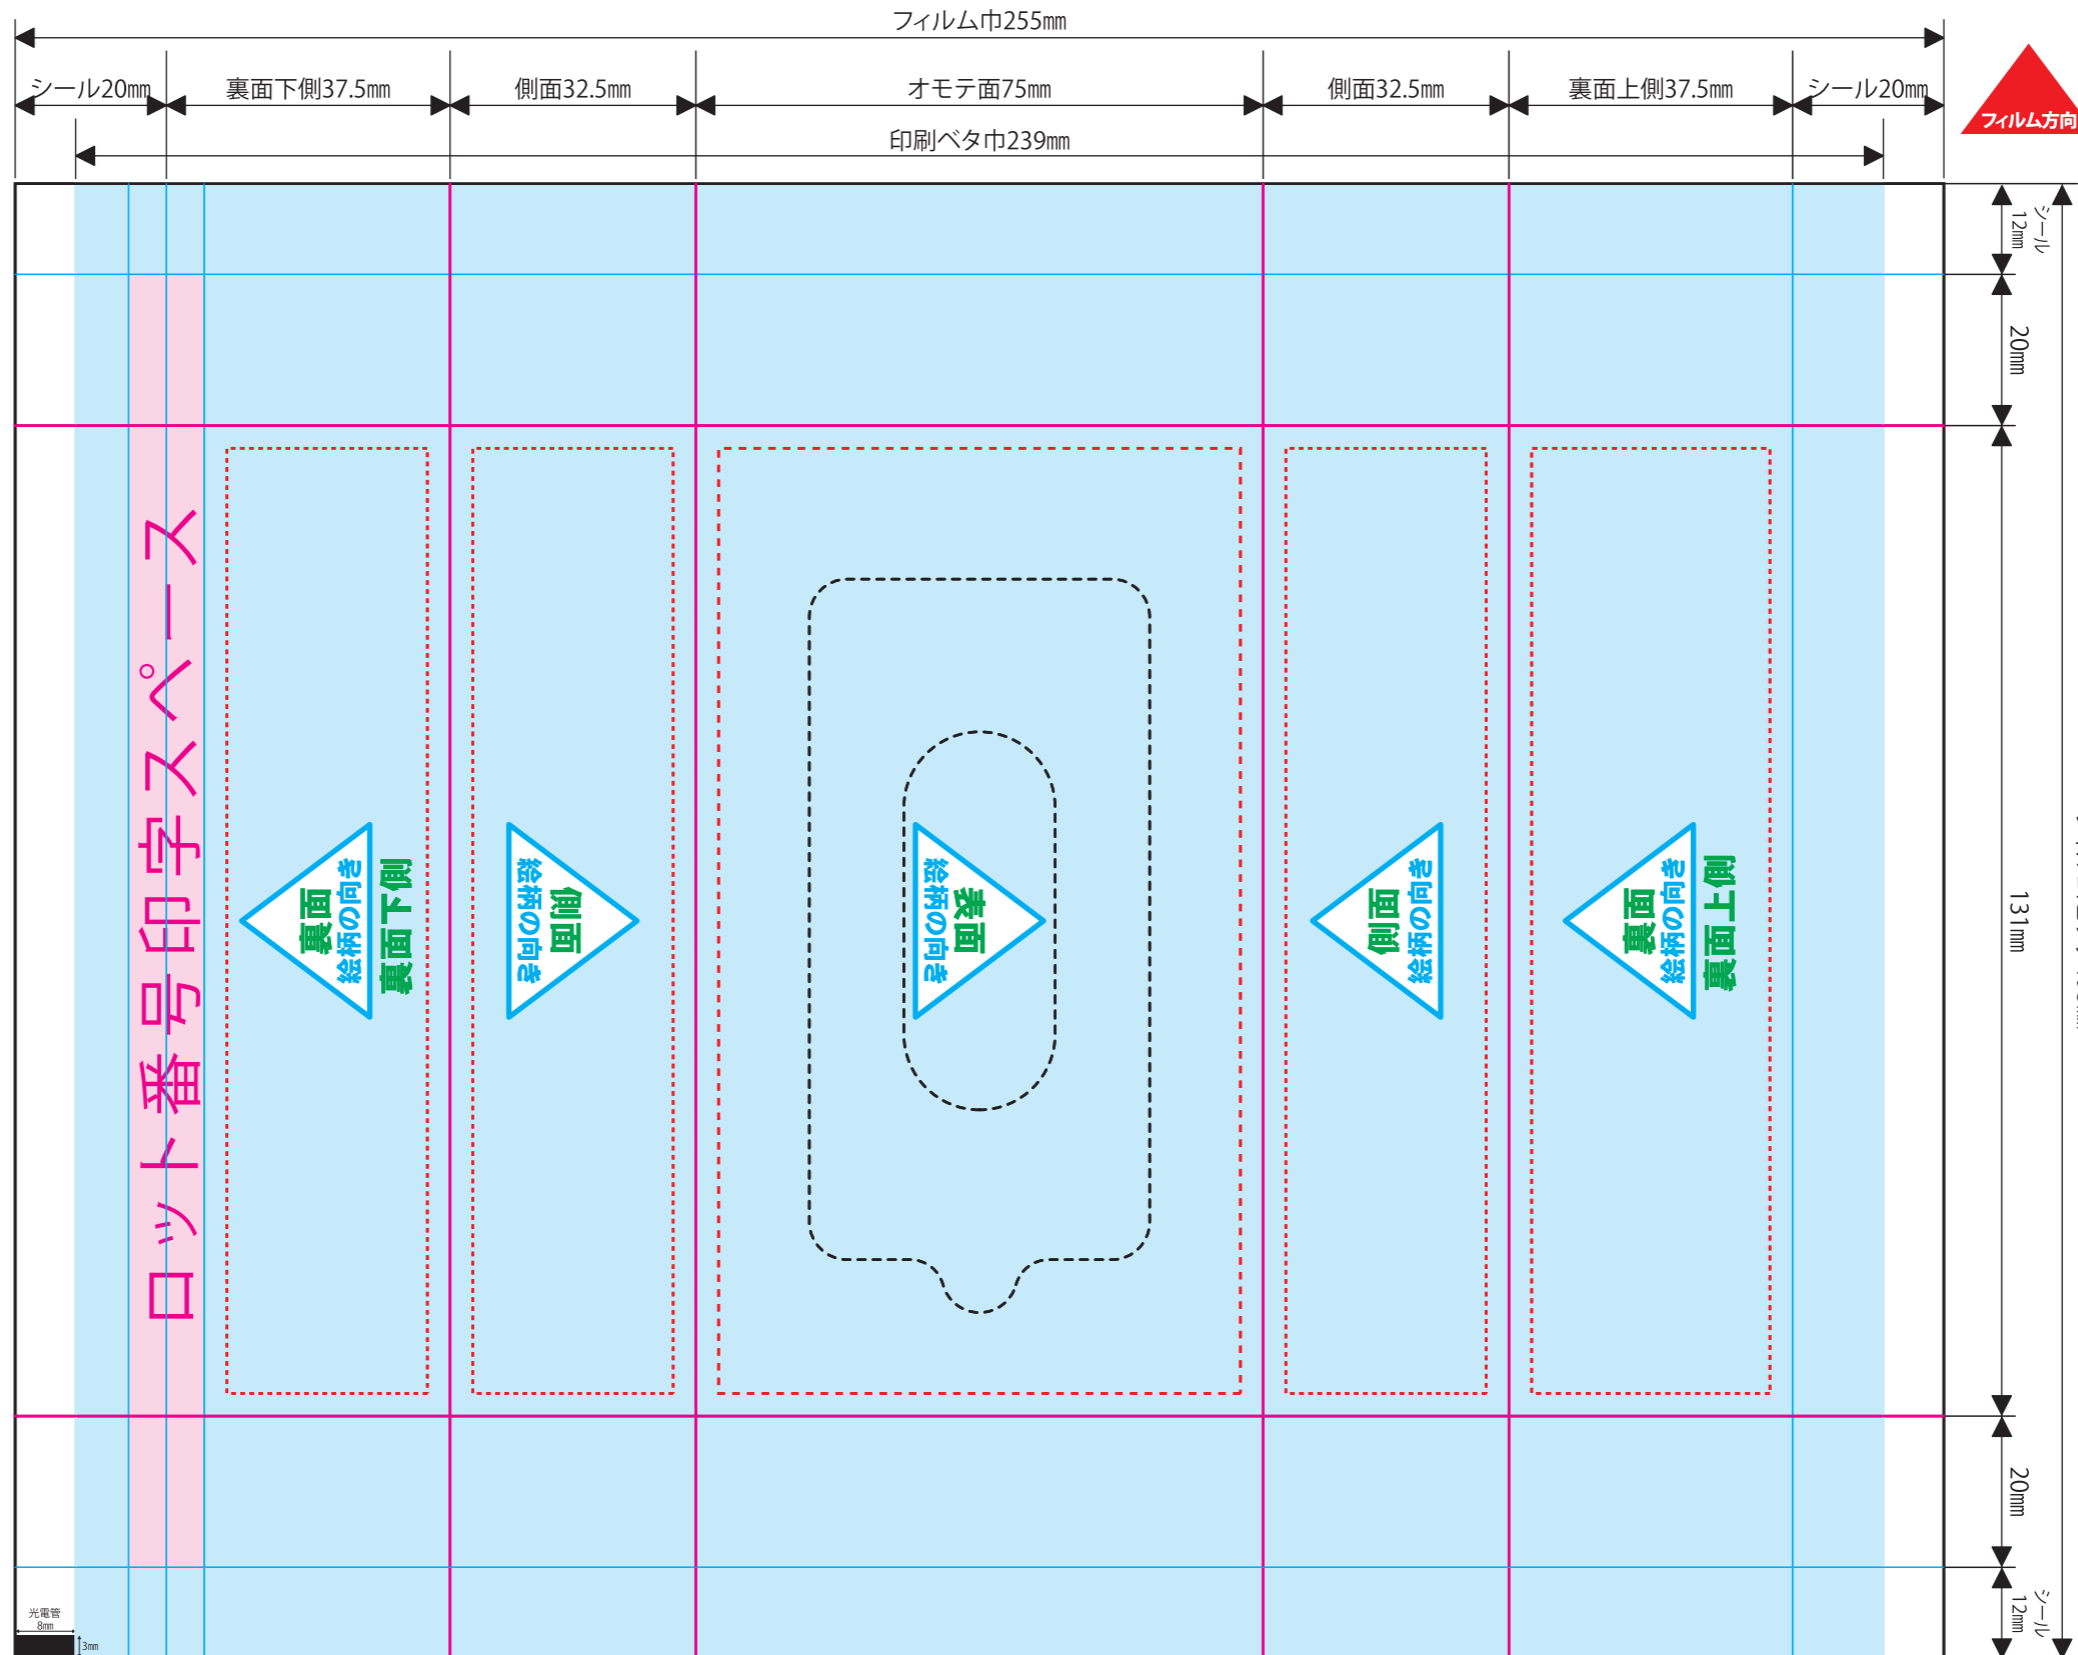 フィルム巾255㎜
シール20㎜
裏面下側37.5㎜
側面32.5㎜
オモテ面75㎜
側面32.5㎜
裏面上側37.5㎜
シール20㎜
フィルム方向
印刷ベタ巾239㎜
シール
12㎜
20㎜
ロット番号印字スペース
裏面
絵柄の向き
裏面下側
側面
絵柄の向き
表面
絵柄の向き
側面
絵柄の向き
裏面
絵柄の向き
裏面上側
131㎜
20㎜
シール
12㎜
光電管
8㎜
3㎜